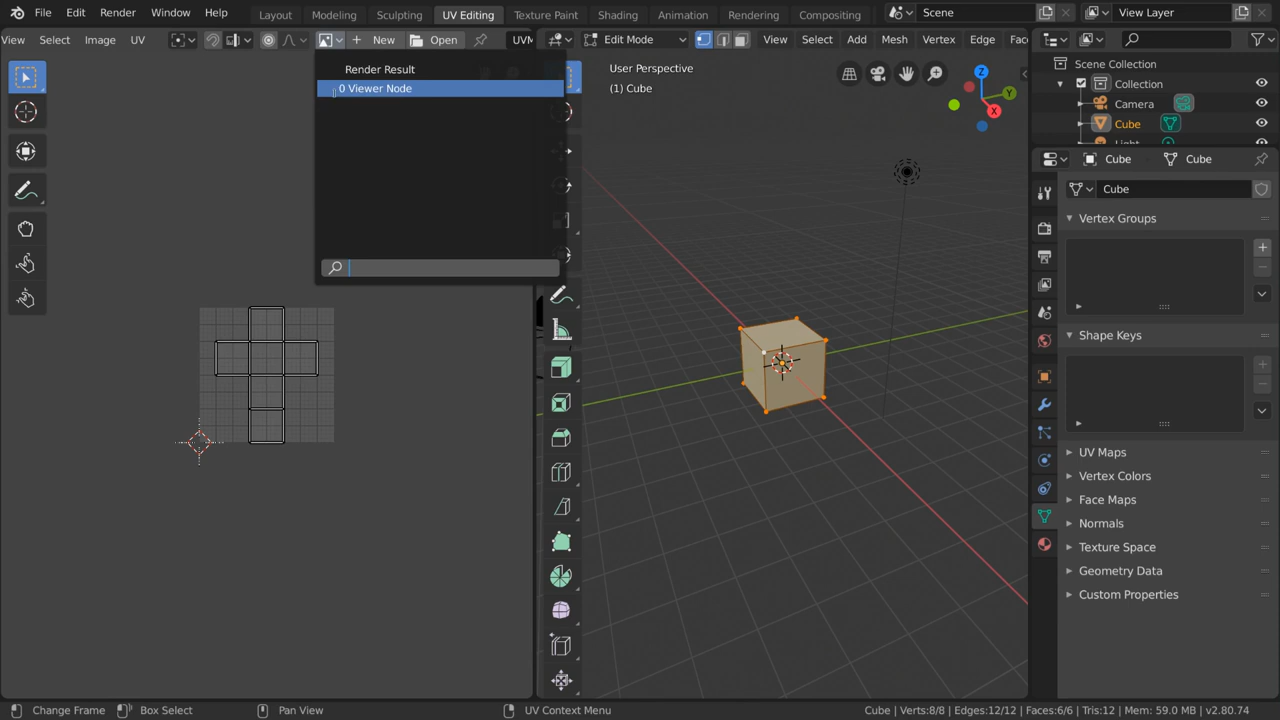 File Edit Render Window Help Layout Modeling Sculpting UV Editing Texture Paint Shading Animation Rendering Compositing Scene View Layer
View Select Image UV New Open UVM Edit Mode View Select Add Mesh Vertex Edge Fac
Render Result
0 Viewer Node
User Perspective
(1) Cube
Z
Y
X
Scene Collection
Collection
Camera
Cube
Light
Cube Cube
Cube
Vertex Groups
Shape Keys
UV Maps
Vertex Colors
Face Maps
Normals
Texture Space
Geometry Data
Custom Properties
Change Frame Box Select Pan View UV Context Menu Cube | Verts:8/8 | Edges:12/12 | Faces:6/6 | Tris:12 | Mem: 59.0 MB | v2.80.74